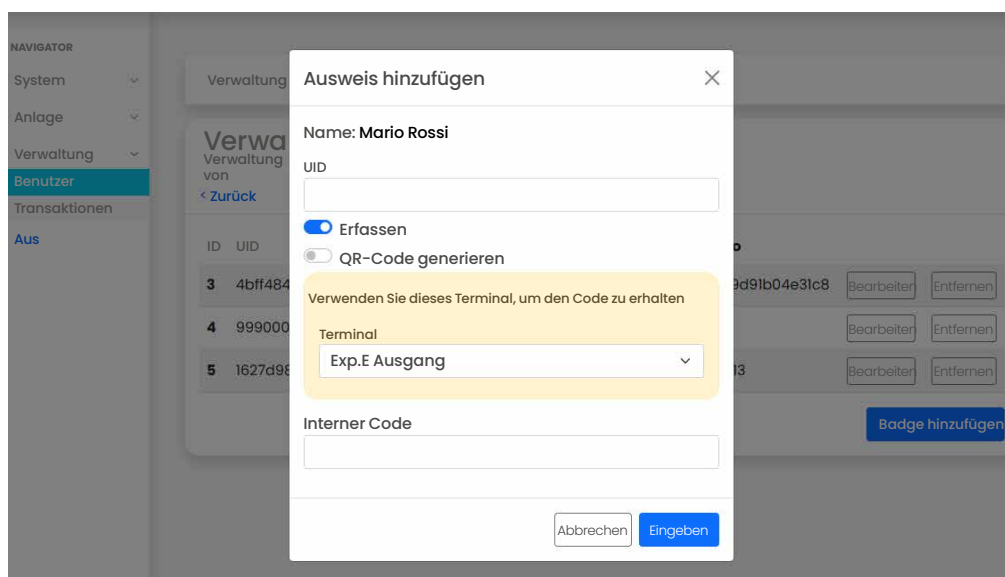 NAVIGATOR
System
Anlage
Verwaltung
Benutzer
Transaktionen
Aus
Verwaltung
Verwa
Verwaltung
von
< Zurück
ID UID
3 4bff484 9d91b04e31c8 Bearbeiten Entfernen
4 999000 Bearbeiten Entfernen
5 1627d98 13 Bearbeiten Entfernen
Badge hinzufügen
Ausweis hinzufügen
Name: Mario Rossi
UID
Erfassen
QR-Code generieren
Verwenden Sie dieses Terminal, um den Code zu erhalten
Terminal
Exp.E Ausgang
Interner Code
Abbrechen Eingeben